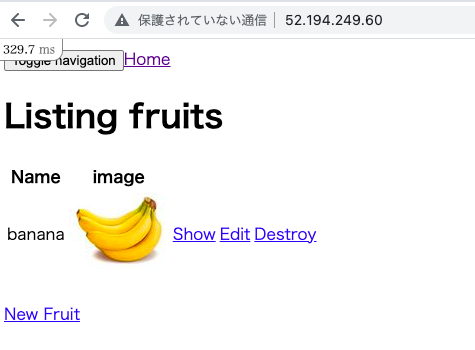 保護されていない通信 52.194.249.60
329.7 ms
Toggle navigation Home
Listing fruits
Name image
banana Show Edit Destroy
New Fruit